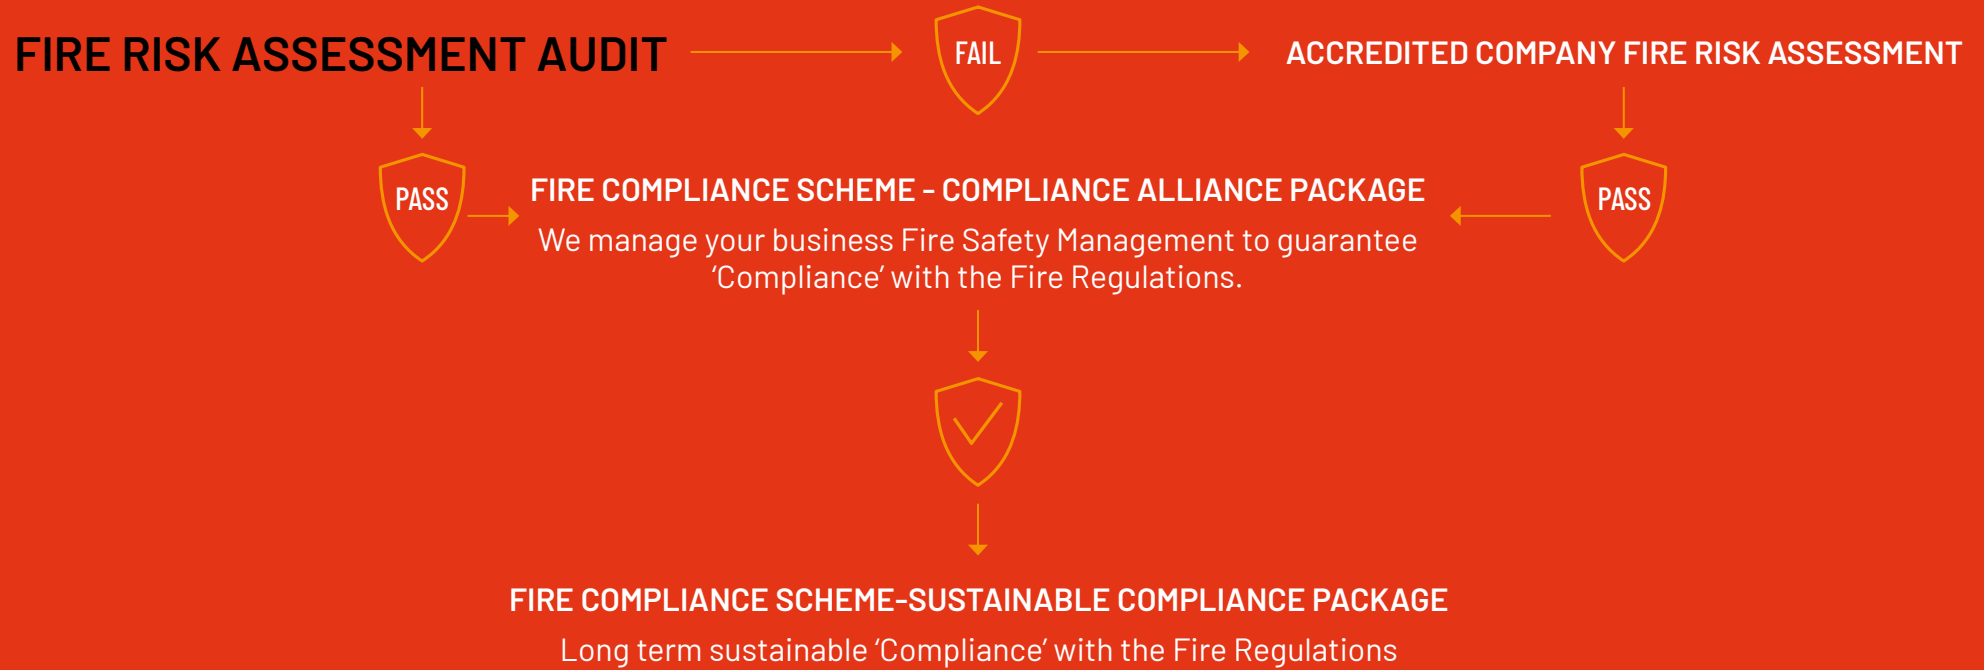 FIRE RISK ASSESSMENT AUDIT
FAIL
ACCREDITED COMPANY FIRE RISK ASSESSMENT
PASS
FIRE COMPLIANCE SCHEME - COMPLIANCE ALLIANCE PACKAGE
We manage your business Fire Safety Management to guarantee
‘Compliance’ with the Fire Regulations.
PASS
FIRE COMPLIANCE SCHEME-SUSTAINABLE COMPLIANCE PACKAGE
Long term sustainable ‘Compliance’ with the Fire Regulations